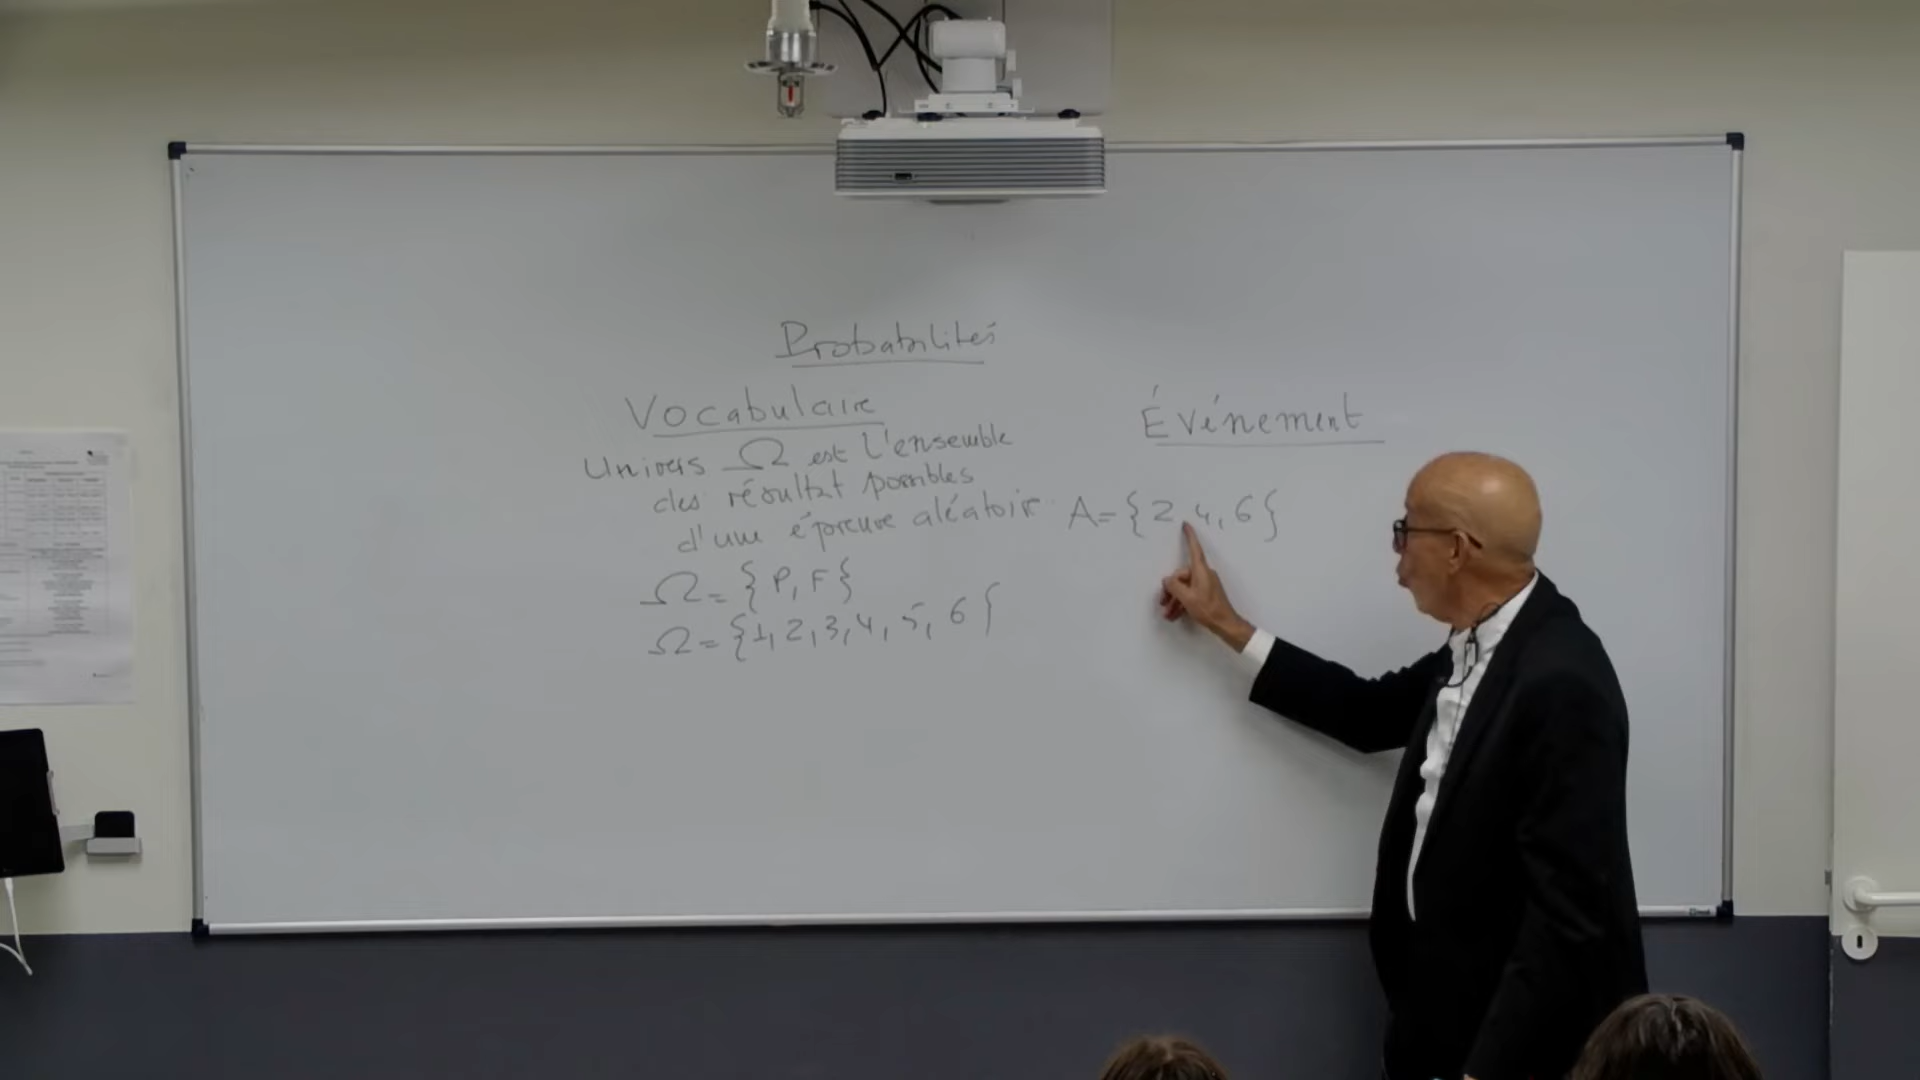 Probabilités
Vocabulaire
Univers Ω est l'ensemble
des résultat possibles
d'une épreuve aléatoire
Ω = {P, F}
Ω = {1, 2, 3, 4, 5, 6}
Événement
A = {2, 4, 6}